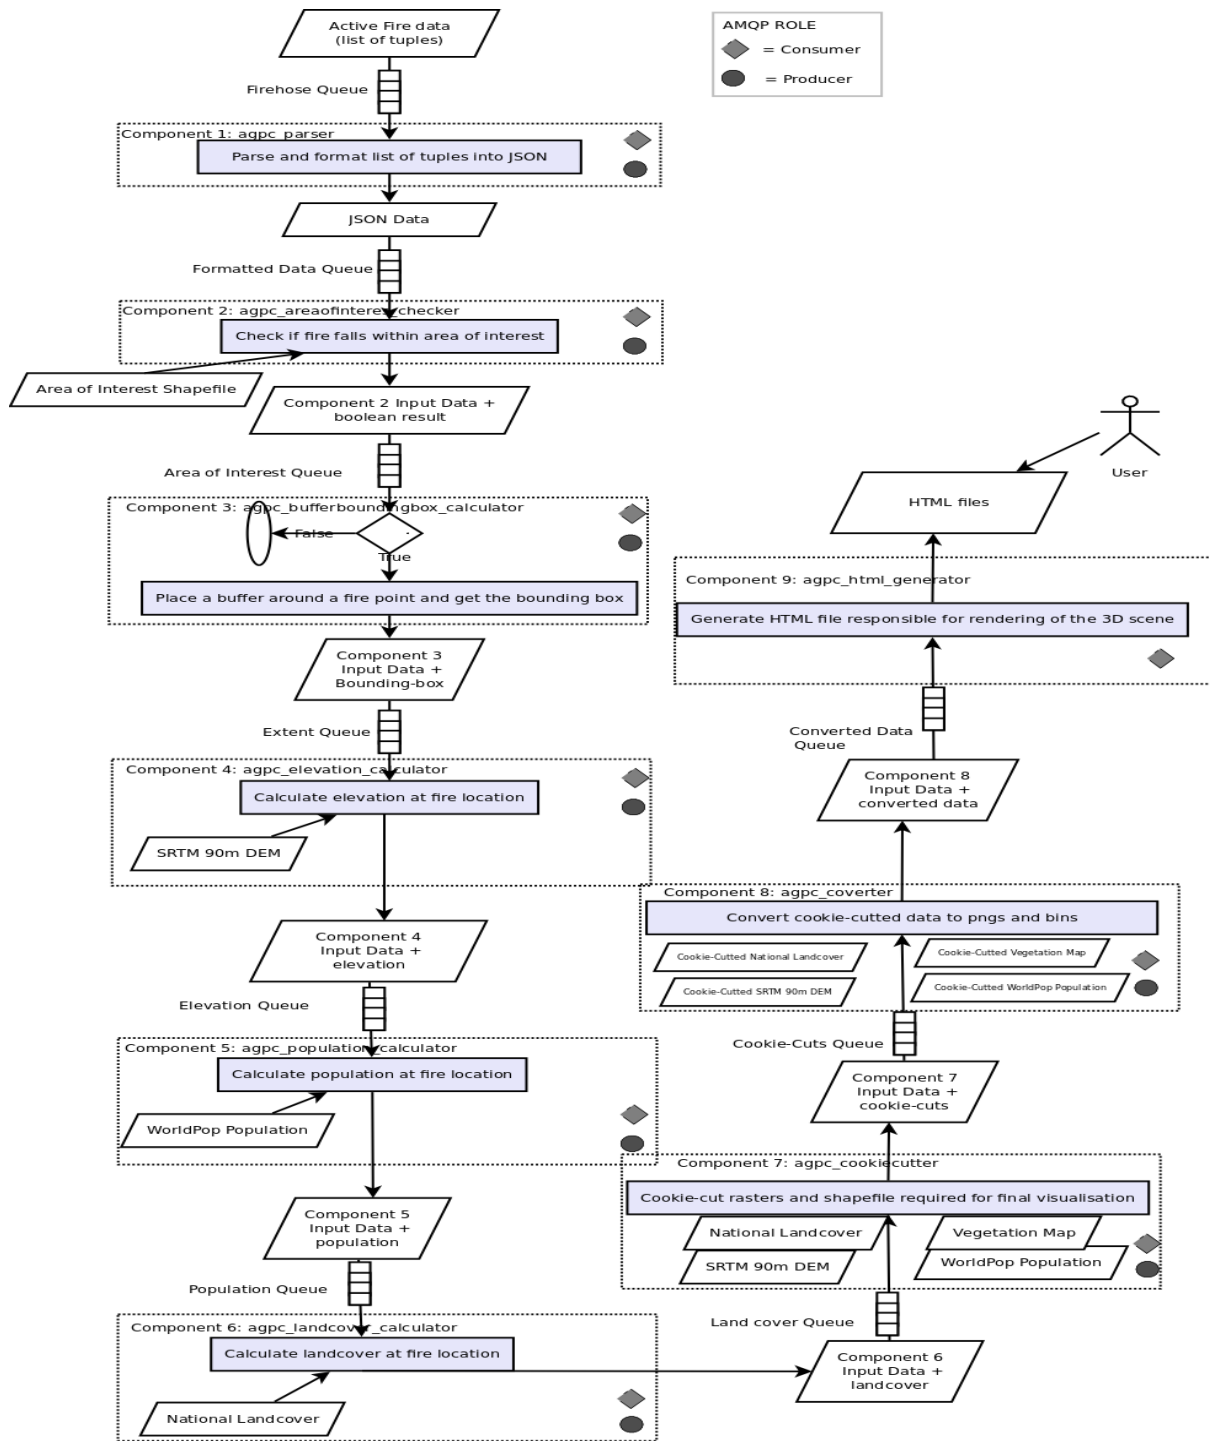 Active Fire data
(list of tuples)
AMQP ROLE
= Consumer
= Producer
Firehose Queue
Component 1: agpc_parser
Parse and format list of tuples into JSON
JSON Data
Formatted Data Queue
Component 2: agpc_areaofinterest_checker
Check if fire falls within area of interest
Area of Interest Shapefile
Component 2 Input Data +
boolean result
Area of Interest Queue
Component 3: agpc_bufferboundingbox_calculator
False
True
Place a buffer around a fire point and get the bounding box
Component 3
Input Data +
Bounding-box
Extent Queue
Component 4: agpc_elevation_calculator
Calculate elevation at fire location
SRTM 90m DEM
Component 4
Input Data +
elevation
Elevation Queue
Component 5: agpc_population_calculator
Calculate population at fire location
WorldPop Population
Component 5
Input Data +
population
Population Queue
Component 6: agpc_landcover_calculator
Calculate landcover at fire location
National Landcover
Component 6
Input Data +
landcover
Land cover Queue
Component 7: agpc_cookiecutter
Cookie-cut rasters and shapefile required for final visualisation
National Landcover
Vegetation Map
SRTM 90m DEM
WorldPop Population
Component 7
Input Data +
cookie-cuts
Cookie-Cuts Queue
Component 8: agpc_coverter
Convert cookie-cutted data to pngs and bins
Cookie-Cutted National Landcover
Cookie-Cutted Vegetation Map
Cookie-Cutted SRTM 90m DEM
Cookie-Cutted WorldPop Population
Component 8
Input Data +
converted data
Converted Data
Queue
Component 9: agpc_html_generator
Generate HTML file responsible for rendering of the 3D scene
HTML files
User